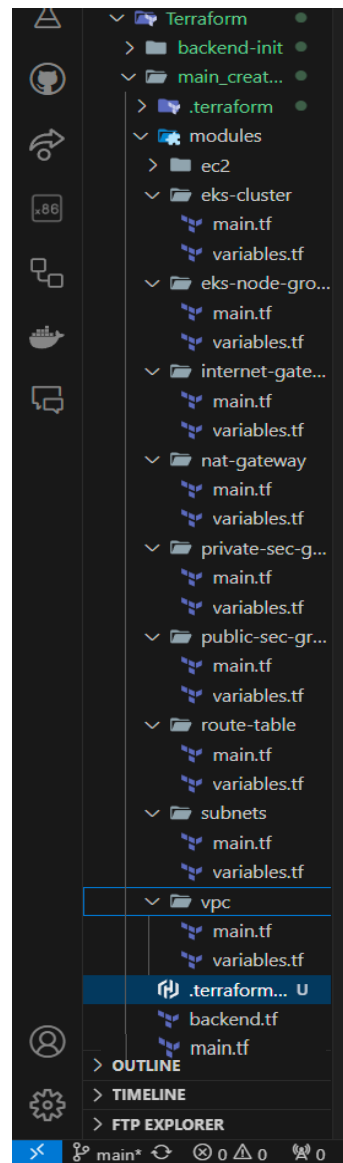 Terraform
backend-init
main_creat...
.terraform
modules
ec2
eks-cluster
main.tf
variables.tf
eks-node-gro...
main.tf
variables.tf
internet-gate...
main.tf
variables.tf
nat-gateway
main.tf
variables.tf
private-sec-g...
main.tf
variables.tf
public-sec-gr...
main.tf
variables.tf
route-table
main.tf
variables.tf
subnets
main.tf
variables.tf
vpc
main.tf
variables.tf
.terraform... U
backend.tf
main.tf
OUTLINE
TIMELINE
FTP EXPLORER
main* 0 0 0
x86